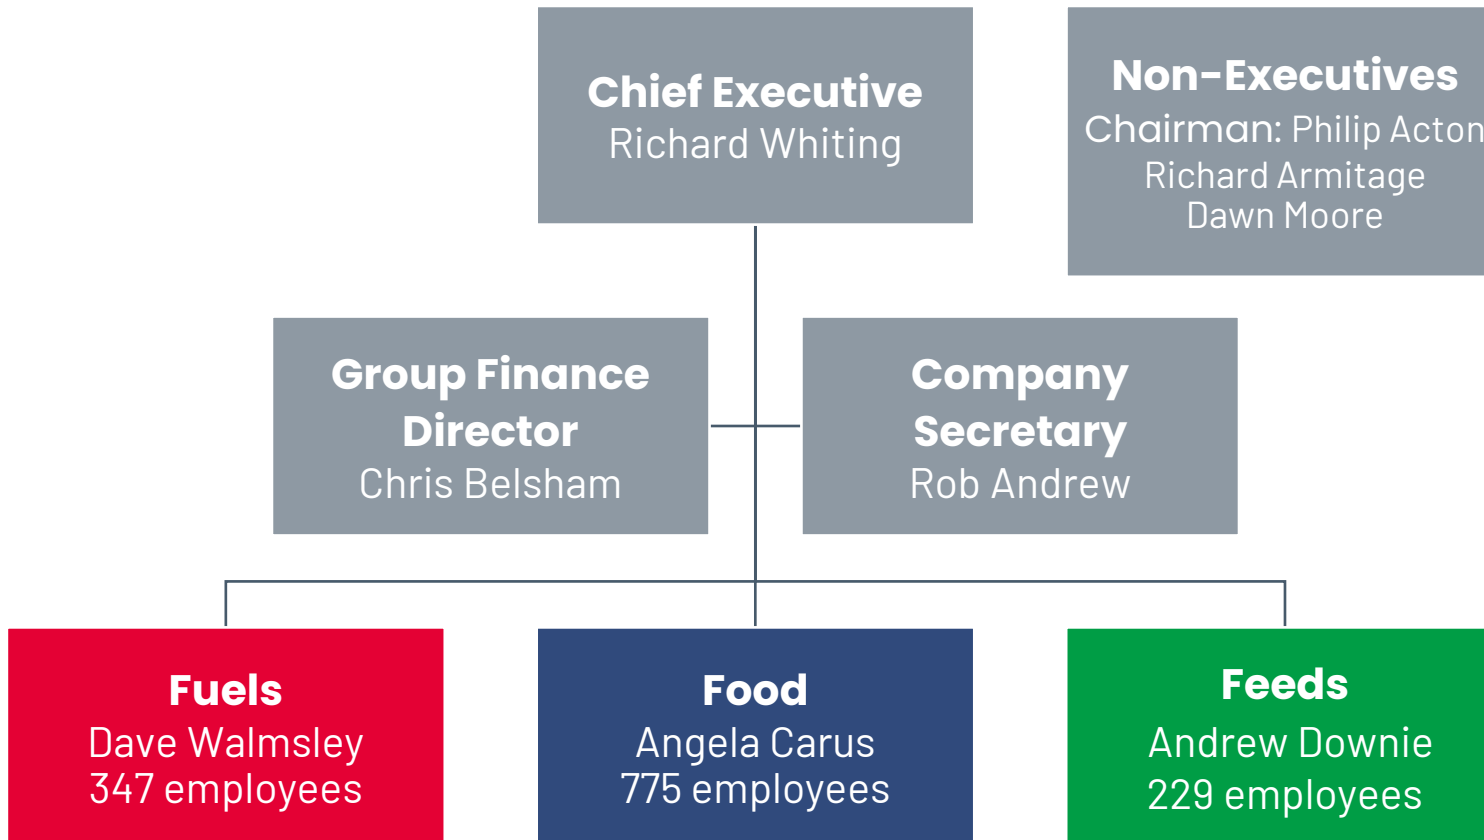 Chief Executive
Richard Whiting
Non-Executives
Chairman: Philip Acton
Richard Armitage
Dawn Moore
Group Finance
Director
Chris Belsham
Company
Secretary
Rob Andrew
Fuels
Dave Walmsley
347 employees
Food
Angela Carus
775 employees
Feeds
Andrew Downie
229 employees